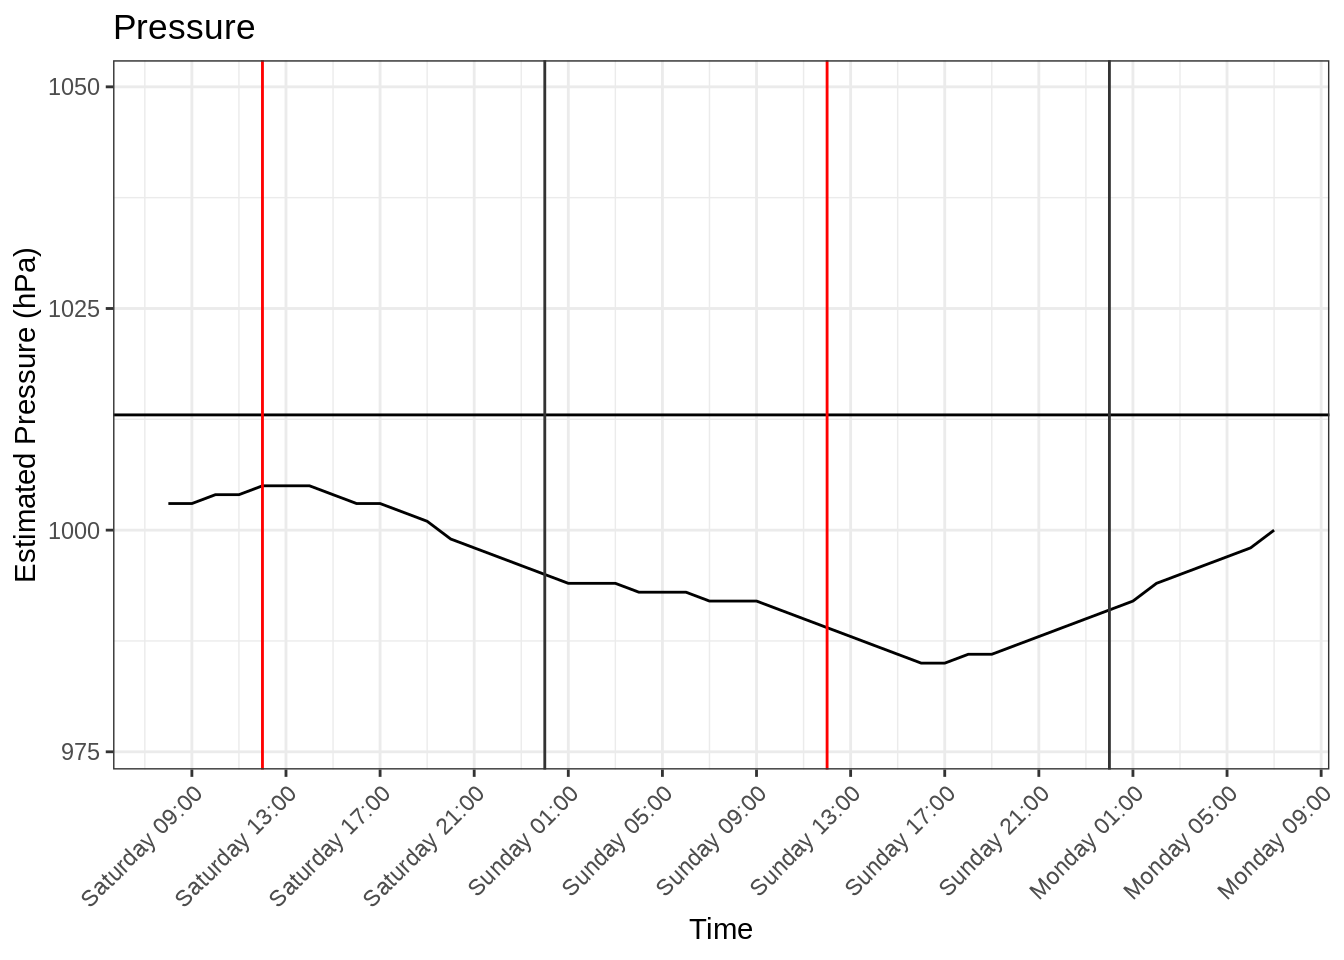 Pressure
Estimated Pressure (hPa)
1050
1025
1000
975
Saturday 09:00
Saturday 13:00
Saturday 17:00
Saturday 21:00
Sunday 01:00
Sunday 05:00
Sunday 09:00
Sunday 13:00
Sunday 17:00
Sunday 21:00
Monday 01:00
Monday 05:00
Monday 09:00
Time